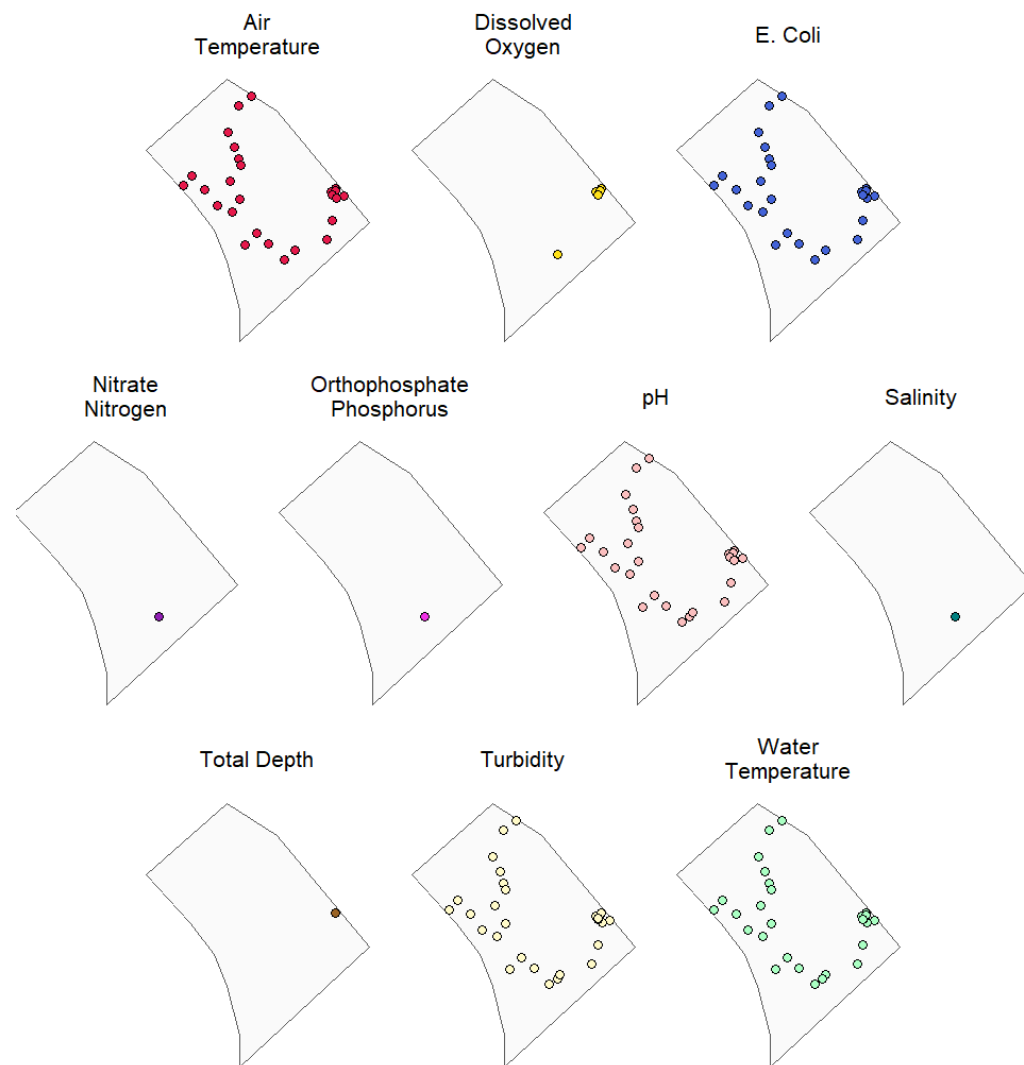 Air
Temperature
Dissolved
Oxygen
E. Coli
Nitrate
Nitrogen
Orthophosphate
Phosphorus
pH
Salinity
Total Depth
Turbidity
Water
Temperature